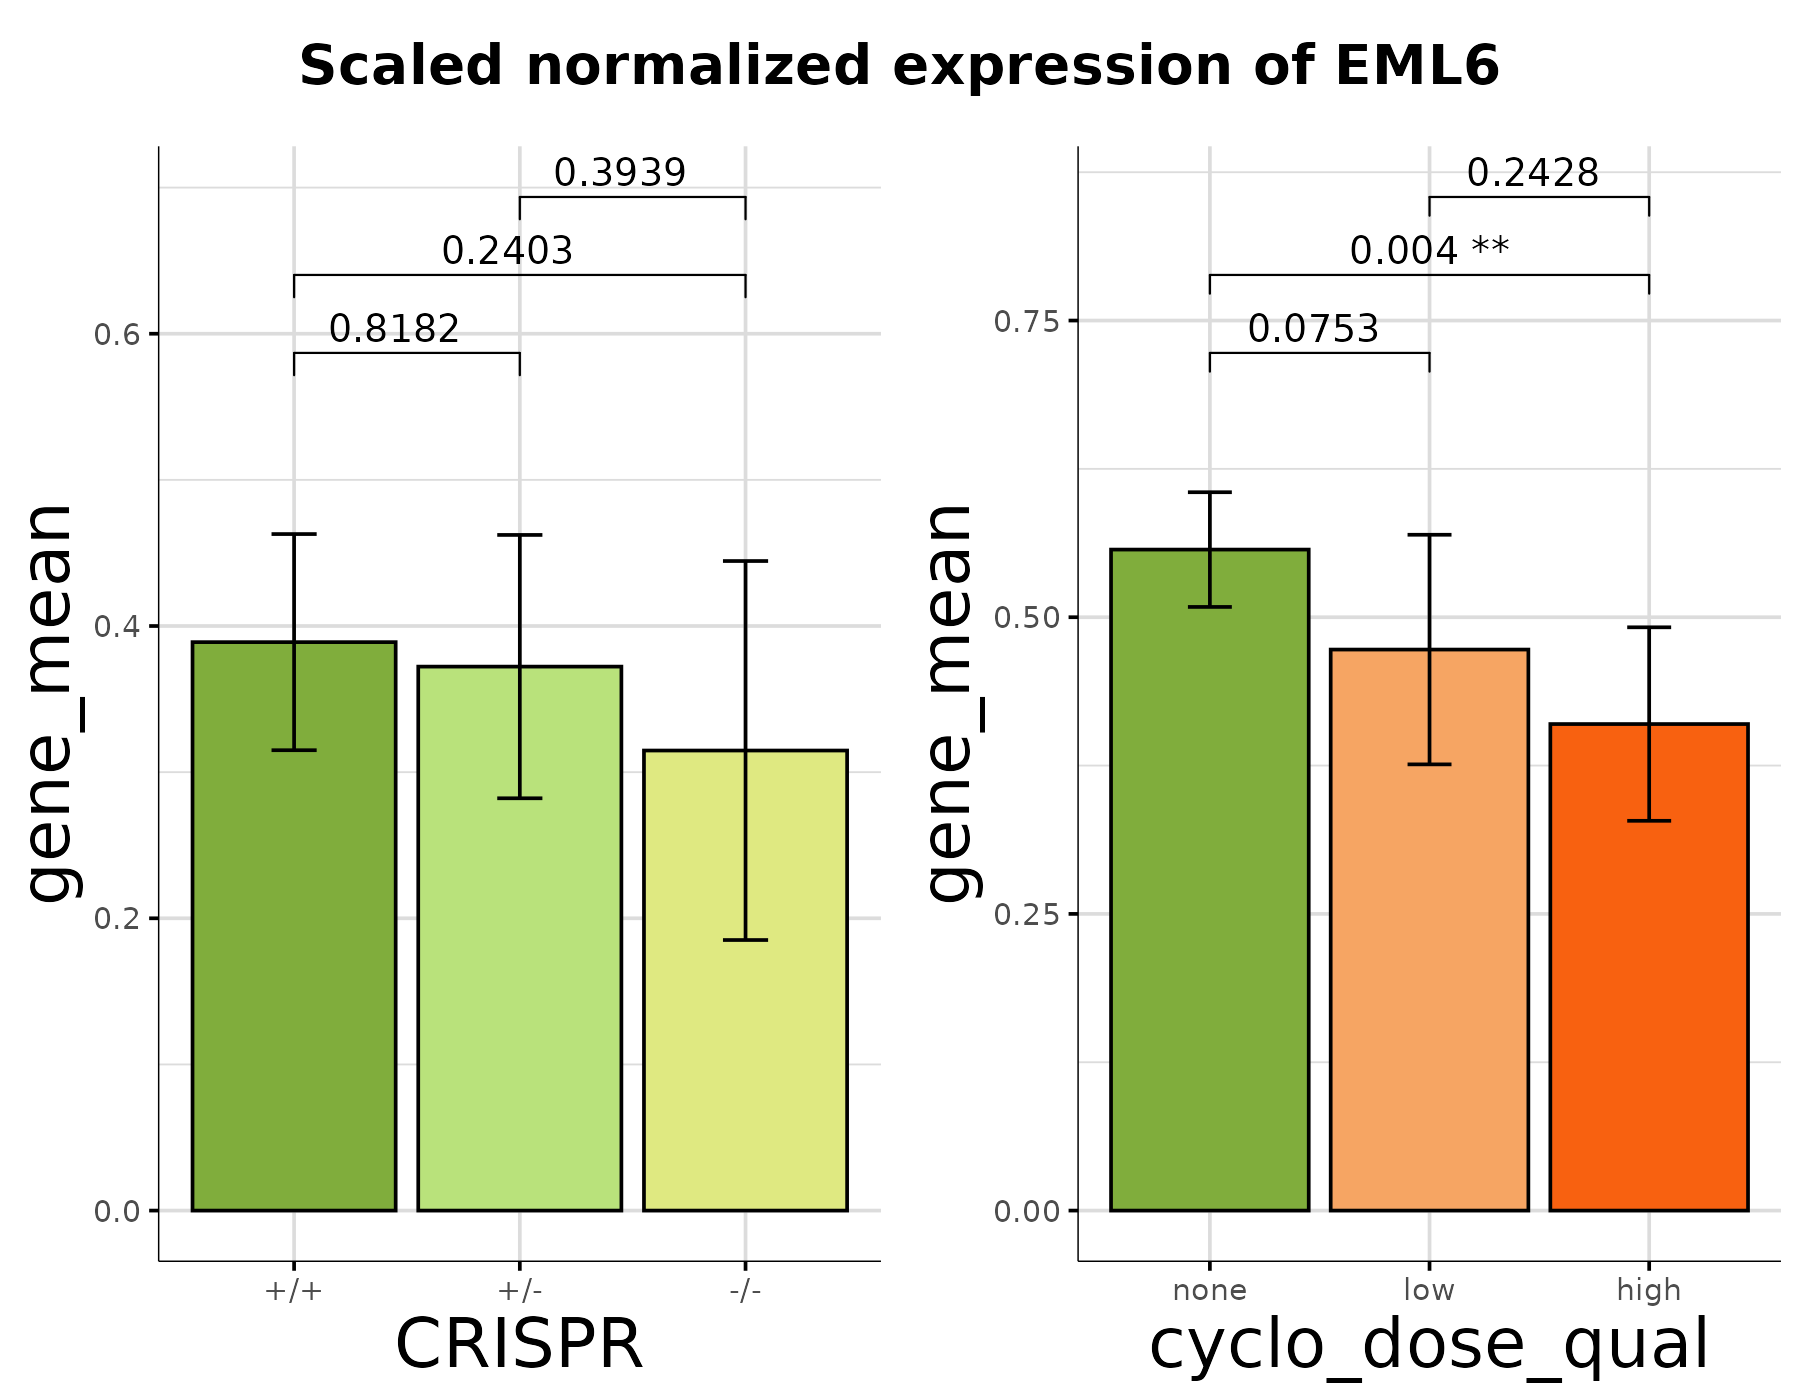 Scaled normalized expression of EML6
gene_mean
0.6
0.4
0.2
0.0
0.3939
0.2403
0.8182
+/+
+/-
-/-
CRISPR
gene_mean
0.75
0.50
0.25
0.00
0.2428
0.004 **
0.0753
none
low
high
cyclo_dose_qual